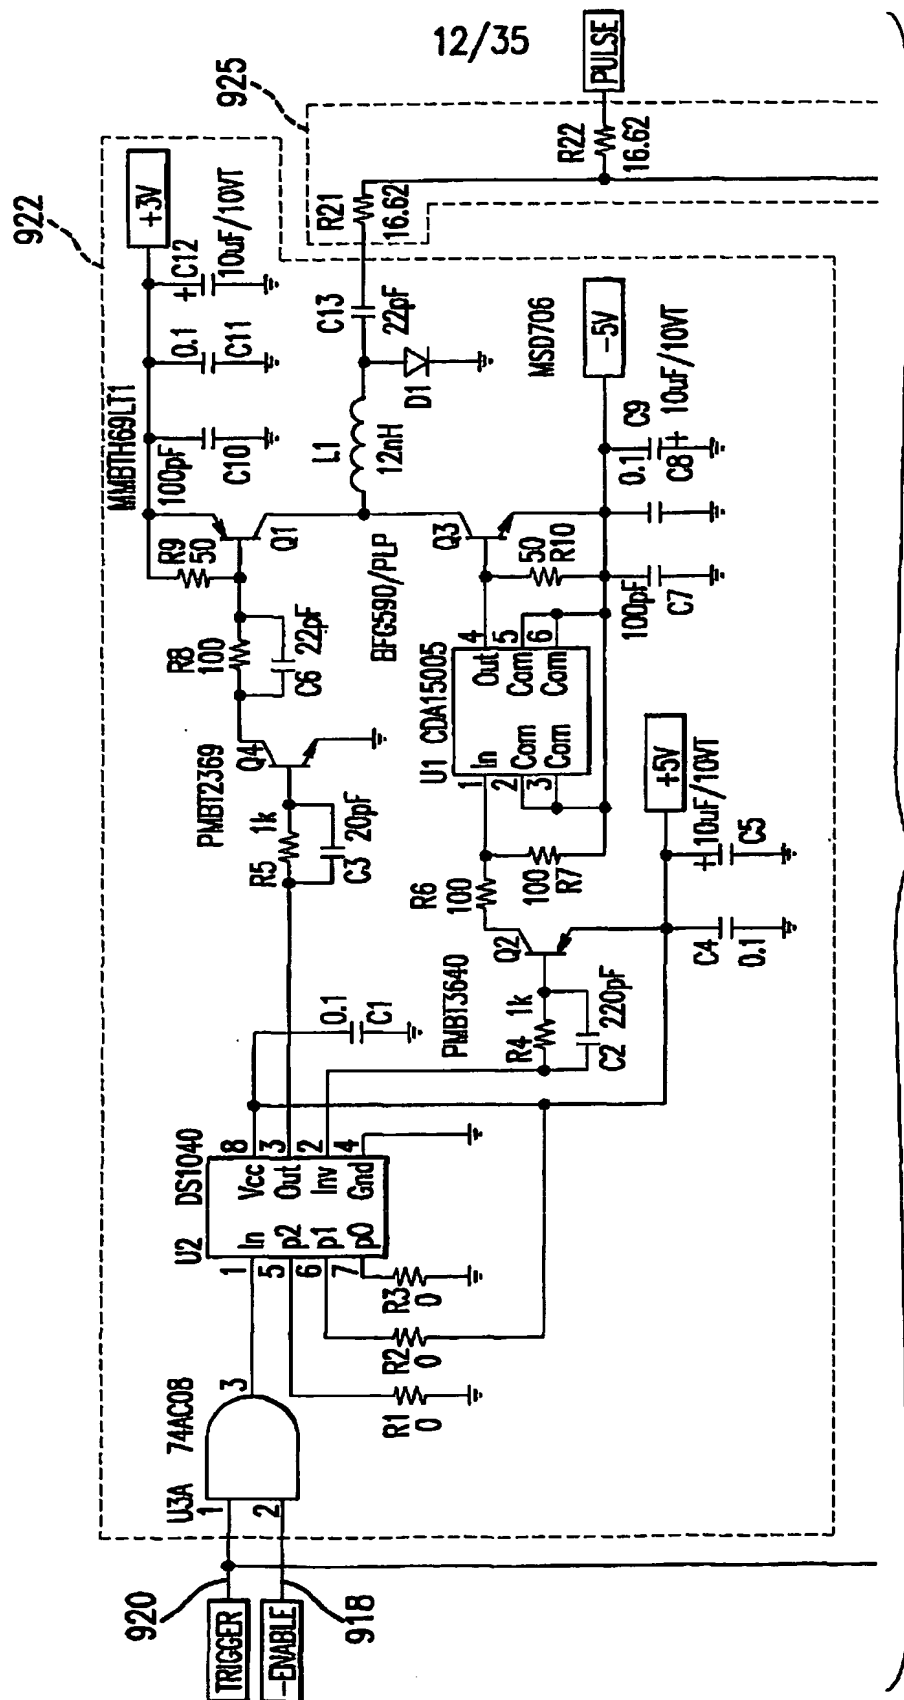 12/35
922
925
+3V
C12
10uF/10VT
+
0.1
C11
MMBTH69LT1
100pF
C10
R9
50
Q1
R8
100
22pF
C6
Q4
PMBT2369
1k
R5
20pF
C3
L1
12nH
D1
C13
22pF
R21
16.62
R22
16.62
PULSE
BFG590/PLP
Q3
50
R10
MSD706
-5V
C9
10uF/10VT
0.1
C8
+
100pF
C7
U1 CDA15005
In
Out
Com
Com
Com
Com
1
2
3
4
5
6
R6
100
100
R7
Q2
PMBT3640
1k
R4
220pF
C2
+5V
10uF/10VT
+
C5
C4
0.1
0.1
C1
U2 DS1040
In
p2
p1
p0
Vcc
Out
Inv
Gnd
1
5
6
7
8
3
2
4
R3
0
R2
0
R1
0
U3A 74AC08
1
2
3
920
TRIGGER
-ENABLE
918